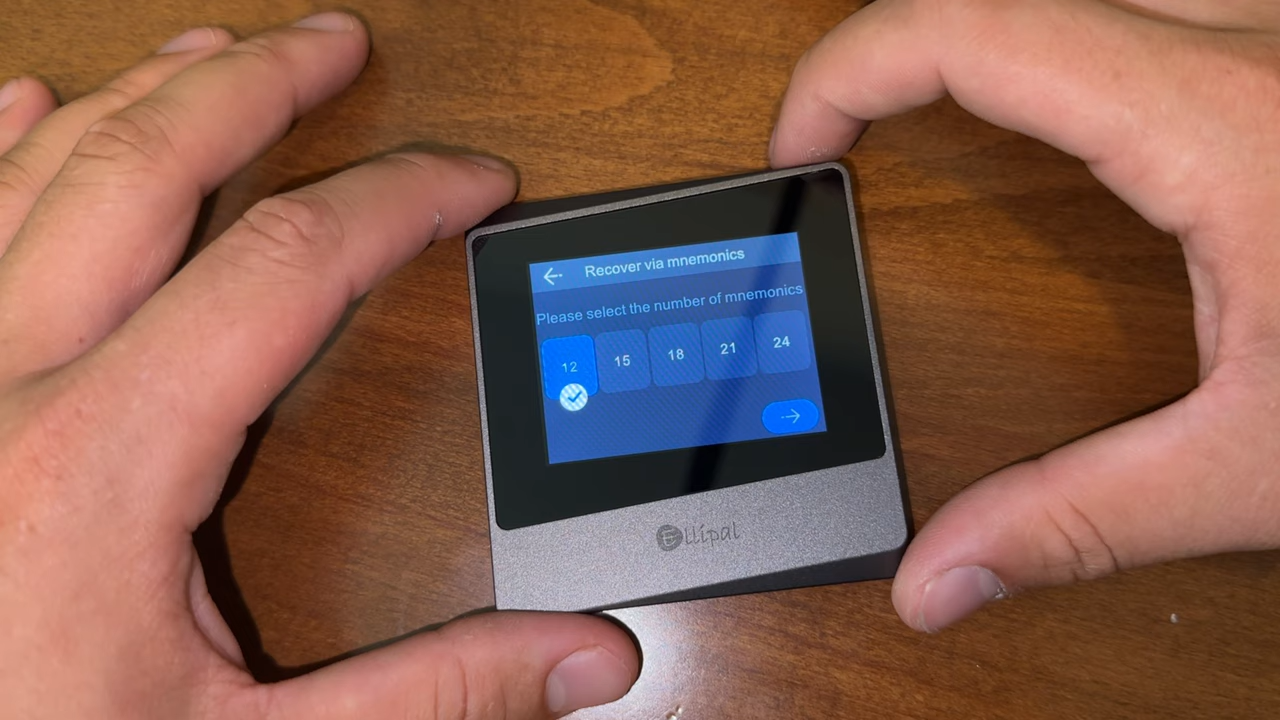 Recover via mnemonics
Please select the number of mnemonics
12 15 18 21 24
Ellipal